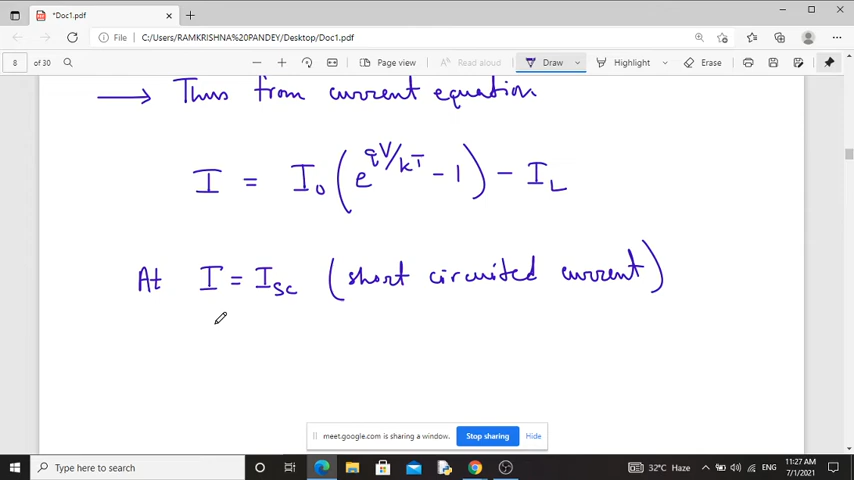 *Doc1.pdf
File C:/Users/RAMKRISHNA%20PANDEY/Desktop/Doc1.pdf
8 of 30 Page view Read aloud Draw Highlight Erase
→ Thus from current equation
I = I₀(e^(qV/kT) - 1) - I_L
At I = I_SC (short circuited current)
meet.google.com is sharing a window. Stop sharing Hide
Type here to search 32°C Haze ENG 11:27 AM
7/1/2021